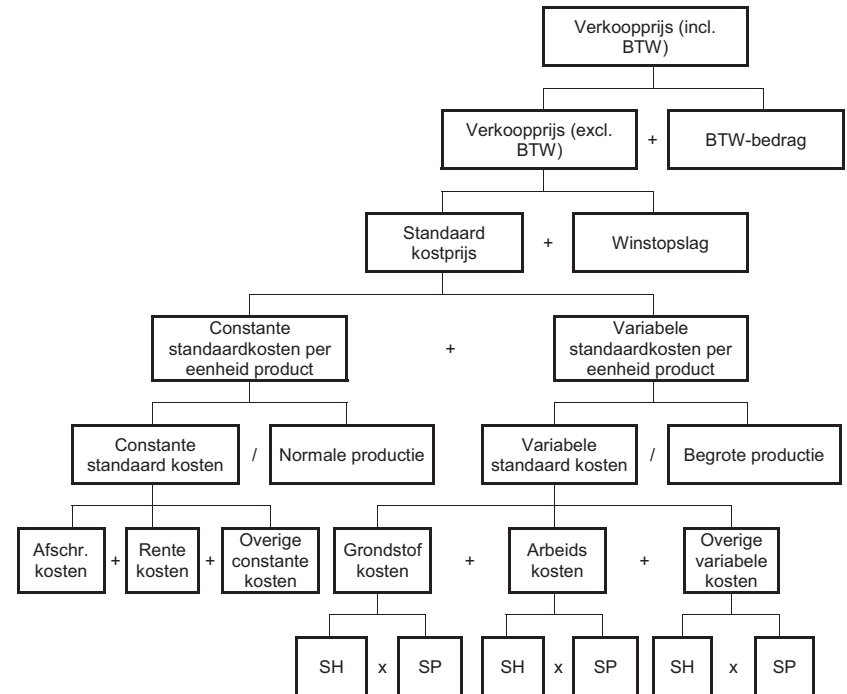 Verkoopprijs (incl.
BTW)
Verkoopprijs (excl.
BTW)
+
BTW-bedrag
Standaard
kostprijs
+
Winstopslag
Constante
standaardkosten per
eenheid product
+
Variabele
standaardkosten per
eenheid product
Constante
standaard kosten
/
Normale productie
Variabele
standaard kosten
/
Begrote productie
Afschr.
kosten
+
Rente
kosten
+
Overige
constante
kosten
Grondstof
kosten
+
Arbeids
kosten
+
Overige
variabele
kosten
SH
x
SP
SH
x
SP
SH
x
SP